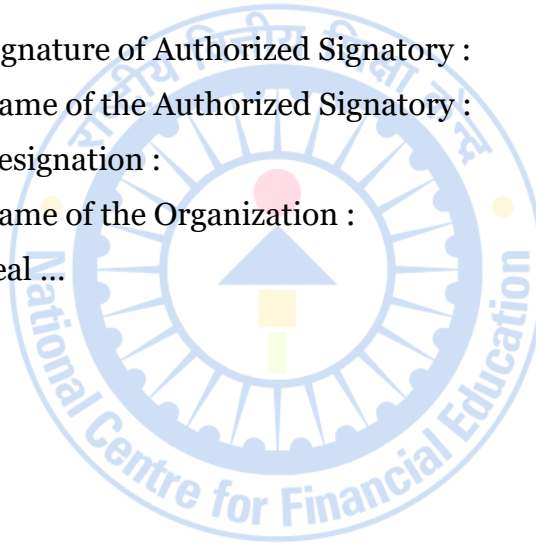 gnature of Authorized Signatory :
ame of the Authorized Signatory :
esignation :
ame of the Organization :
eal ...
राष्ट्रीय वित्तीय शिक्षा केन्द्र
National Centre for Financial Education